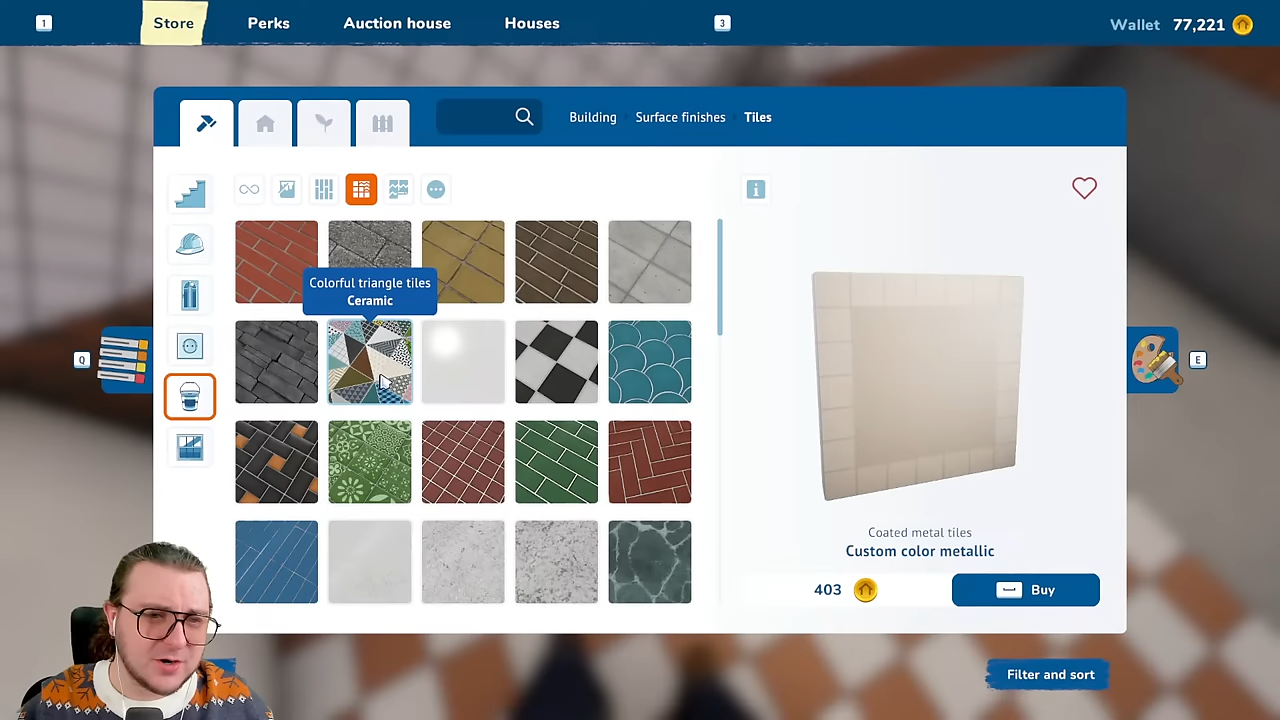 1
Store
Perks
Auction house
Houses
3
Wallet 77,221
Building Surface finishes Tiles
Colorful triangle tiles
Ceramic
Q
E
Coated metal tiles
Custom color metallic
403
Buy
Filter and sort